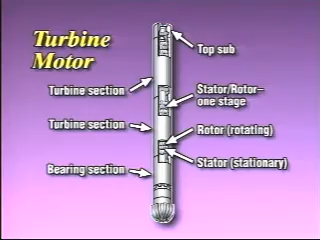 Turbine
Motor
Top sub
Turbine section
Stator/Rotor–
one stage
Turbine section
Rotor (rotating)
Stator (stationary)
Bearing section